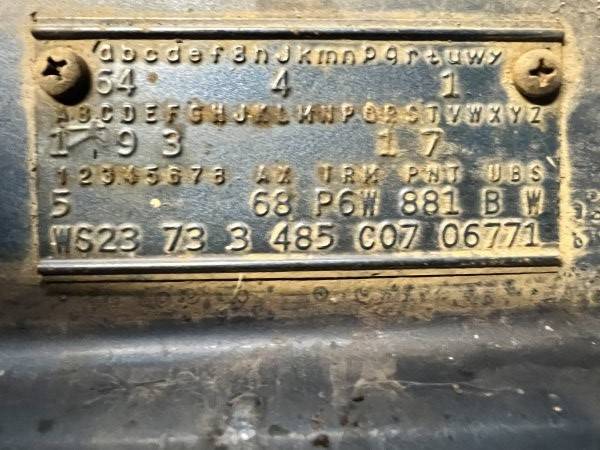 abcdefghJkmnpqrtuwy
64 4 1
ABCDEFGHJKLMNPQRSTVWXYZ
1 9 3 1 7
12345678 AX TRM PNT UBS
5 68 P6W 881 B W
WS23 73 3 485 C07 06771